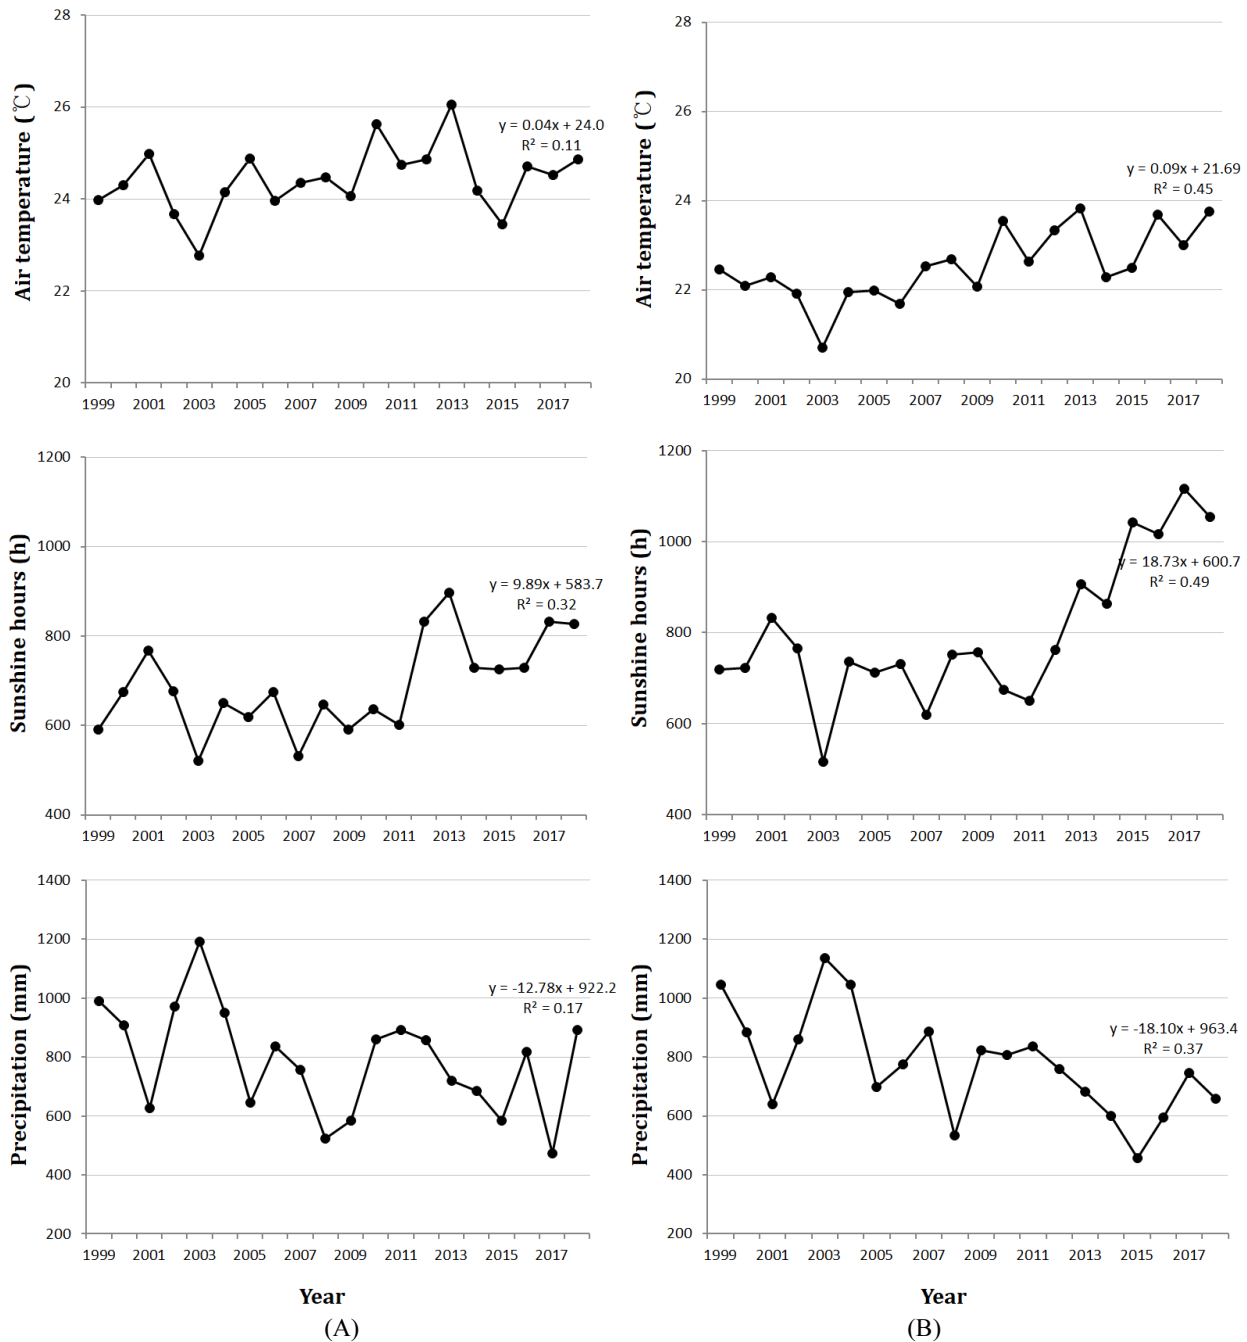 28
26
24
22
20
Air temperature (℃)
y = 0.04x + 24.0
R² = 0.11
1999 2001 2003 2005 2007 2009 2011 2013 2015 2017
28
26
24
22
20
Air temperature (℃)
y = 0.09x + 21.69
R² = 0.45
1999 2001 2003 2005 2007 2009 2011 2013 2015 2017
1200
1000
800
600
400
Sunshine hours (h)
y = 9.89x + 583.7
R² = 0.32
1999 2001 2003 2005 2007 2009 2011 2013 2015 2017
1200
1000
800
600
400
Sunshine hours (h)
y = 18.73x + 600.7
R² = 0.49
1999 2001 2003 2005 2007 2009 2011 2013 2015 2017
1400
1200
1000
800
600
400
200
Precipitation (mm)
y = -12.78x + 922.2
R² = 0.17
1999 2001 2003 2005 2007 2009 2011 2013 2015 2017
Year
(A)
1400
1200
1000
800
600
400
200
Precipitation (mm)
y = -18.10x + 963.4
R² = 0.37
1999 2001 2003 2005 2007 2009 2011 2013 2015 2017
Year
(B)